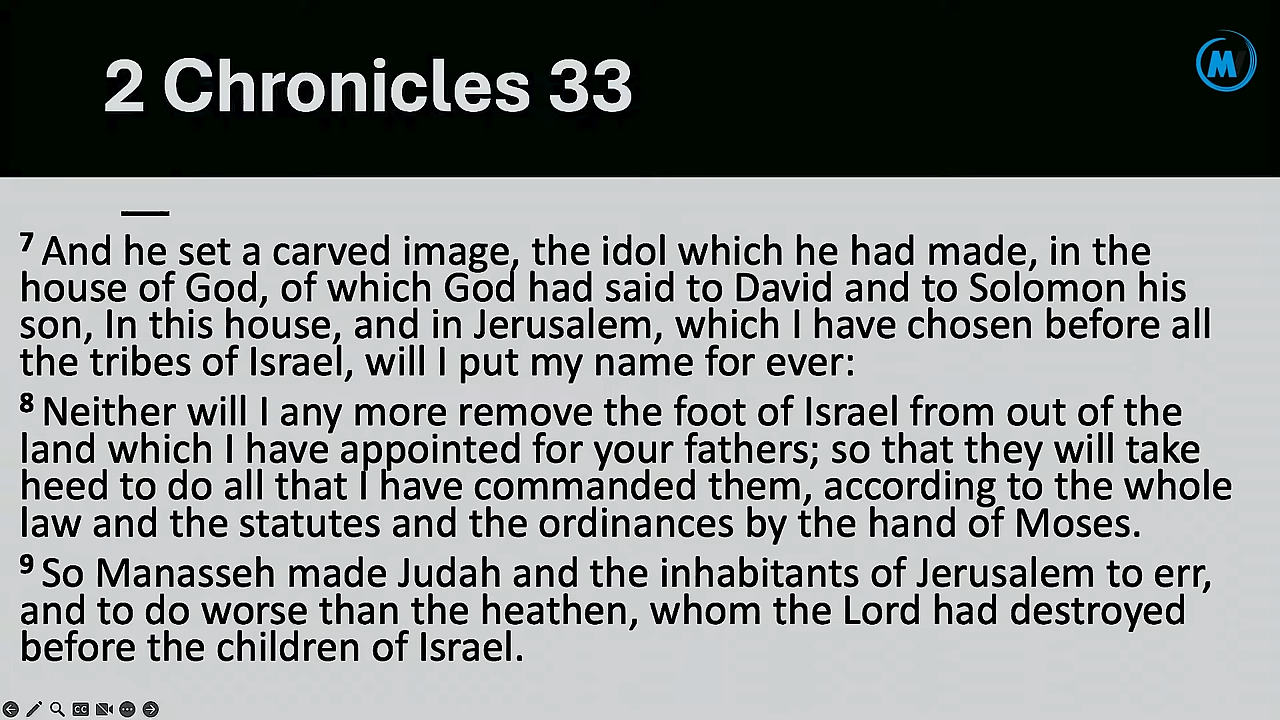 2 Chronicles 33
M
7 And he set a carved image, the idol which he had made, in the
house of God, of which God had said to David and to Solomon his
son, In this house, and in Jerusalem, which I have chosen before all
the tribes of Israel, will I put my name for ever:
8 Neither will I any more remove the foot of Israel from out of the
land which I have appointed for your fathers; so that they will take
heed to do all that I have commanded them, according to the whole
law and the statutes and the ordinances by the hand of Moses.
9 So Manasseh made Judah and the inhabitants of Jerusalem to err,
and to do worse than the heathen, whom the Lord had destroyed
before the children of Israel.
CC